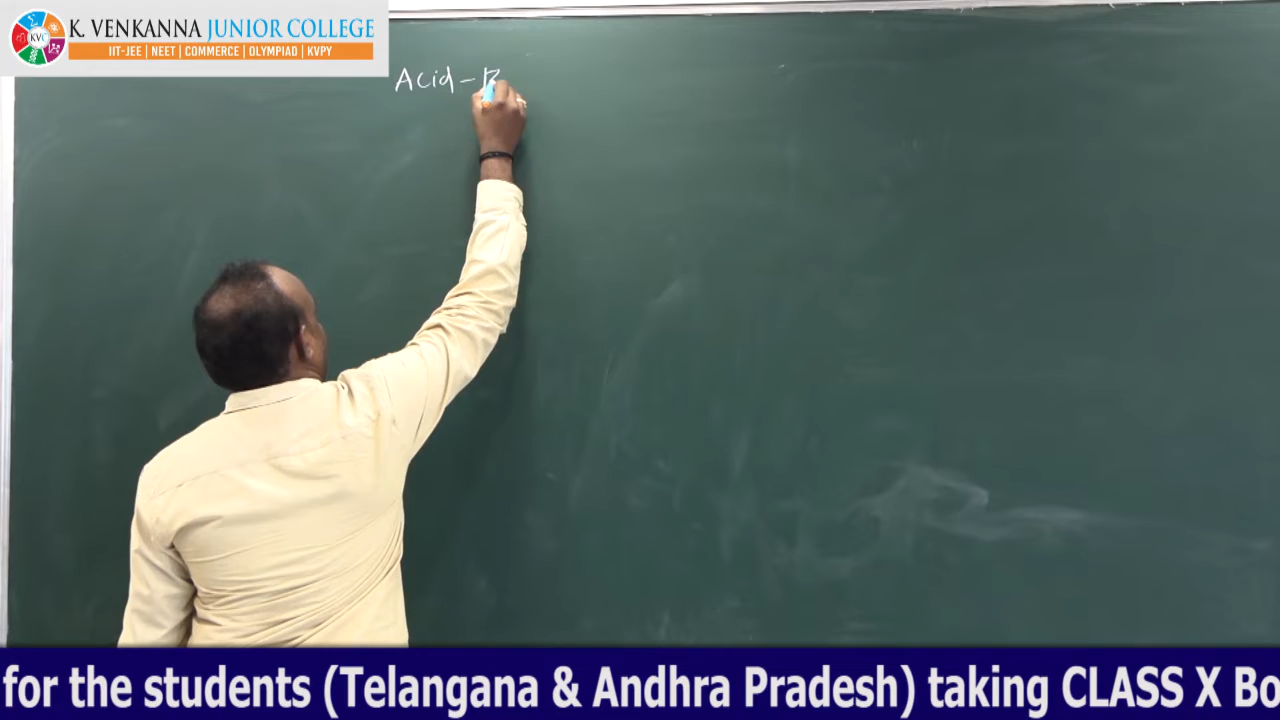 K. VENKANNA JUNIOR COLLEGE
KVC
IIT-JEE | NEET | COMMERCE | OLYMPIAD | KVPY
Acid - B
for the students (Telangana & Andhra Pradesh) taking CLASS X Bo